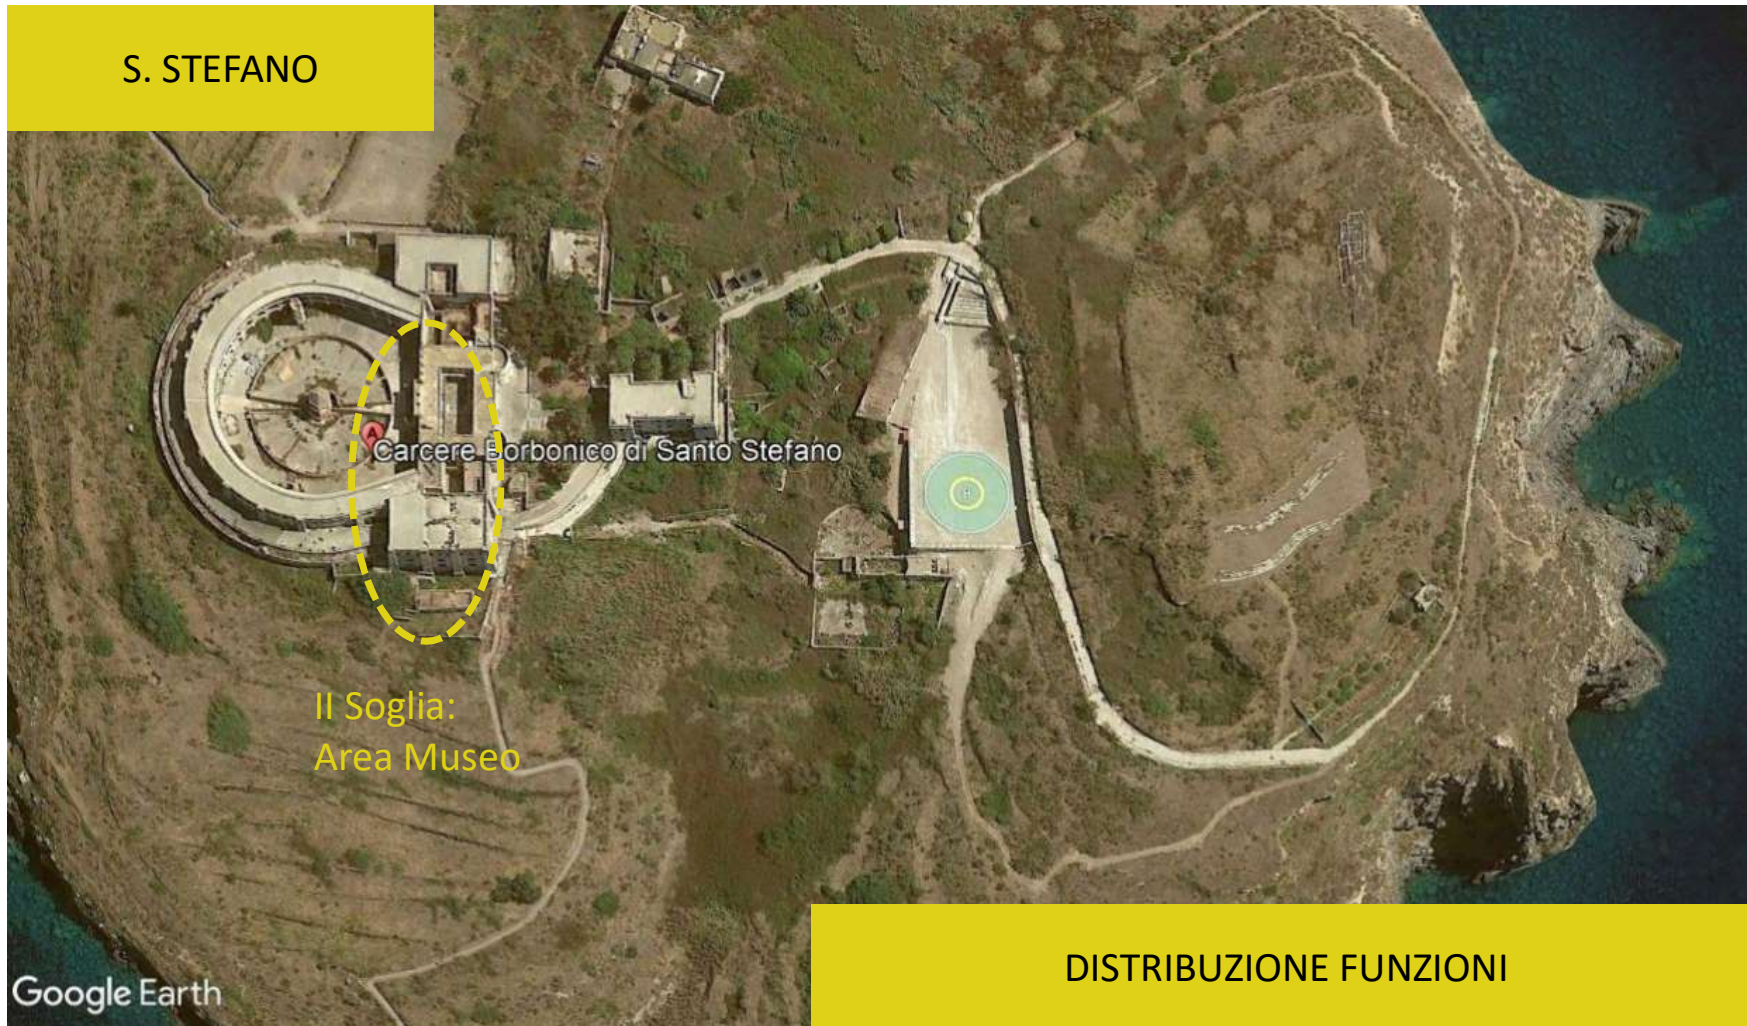 S. STEFANO
A
Carcere Borbonico di Santo Stefano
H
II Soglia:
Area Museo
DISTRIBUZIONE FUNZIONI
Google Earth